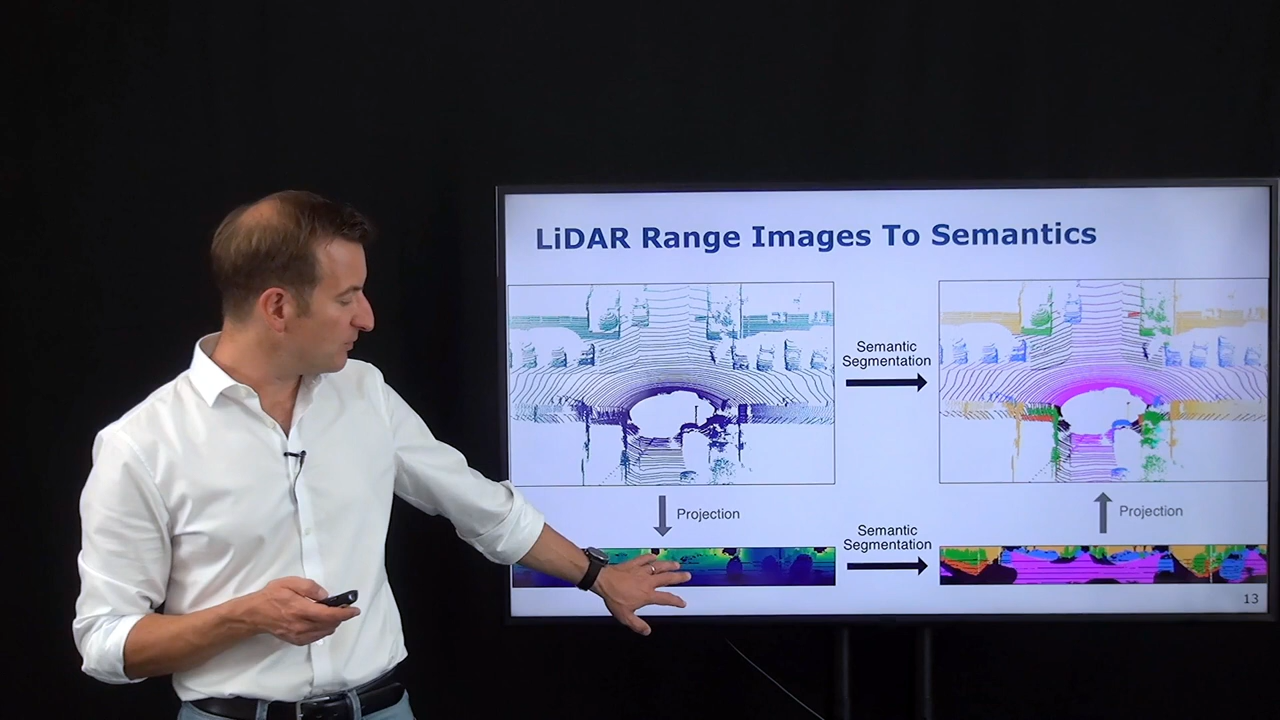 LiDAR Range Images To Semantics
Semantic
Segmentation
Projection
Projection
Semantic
Segmentation
13